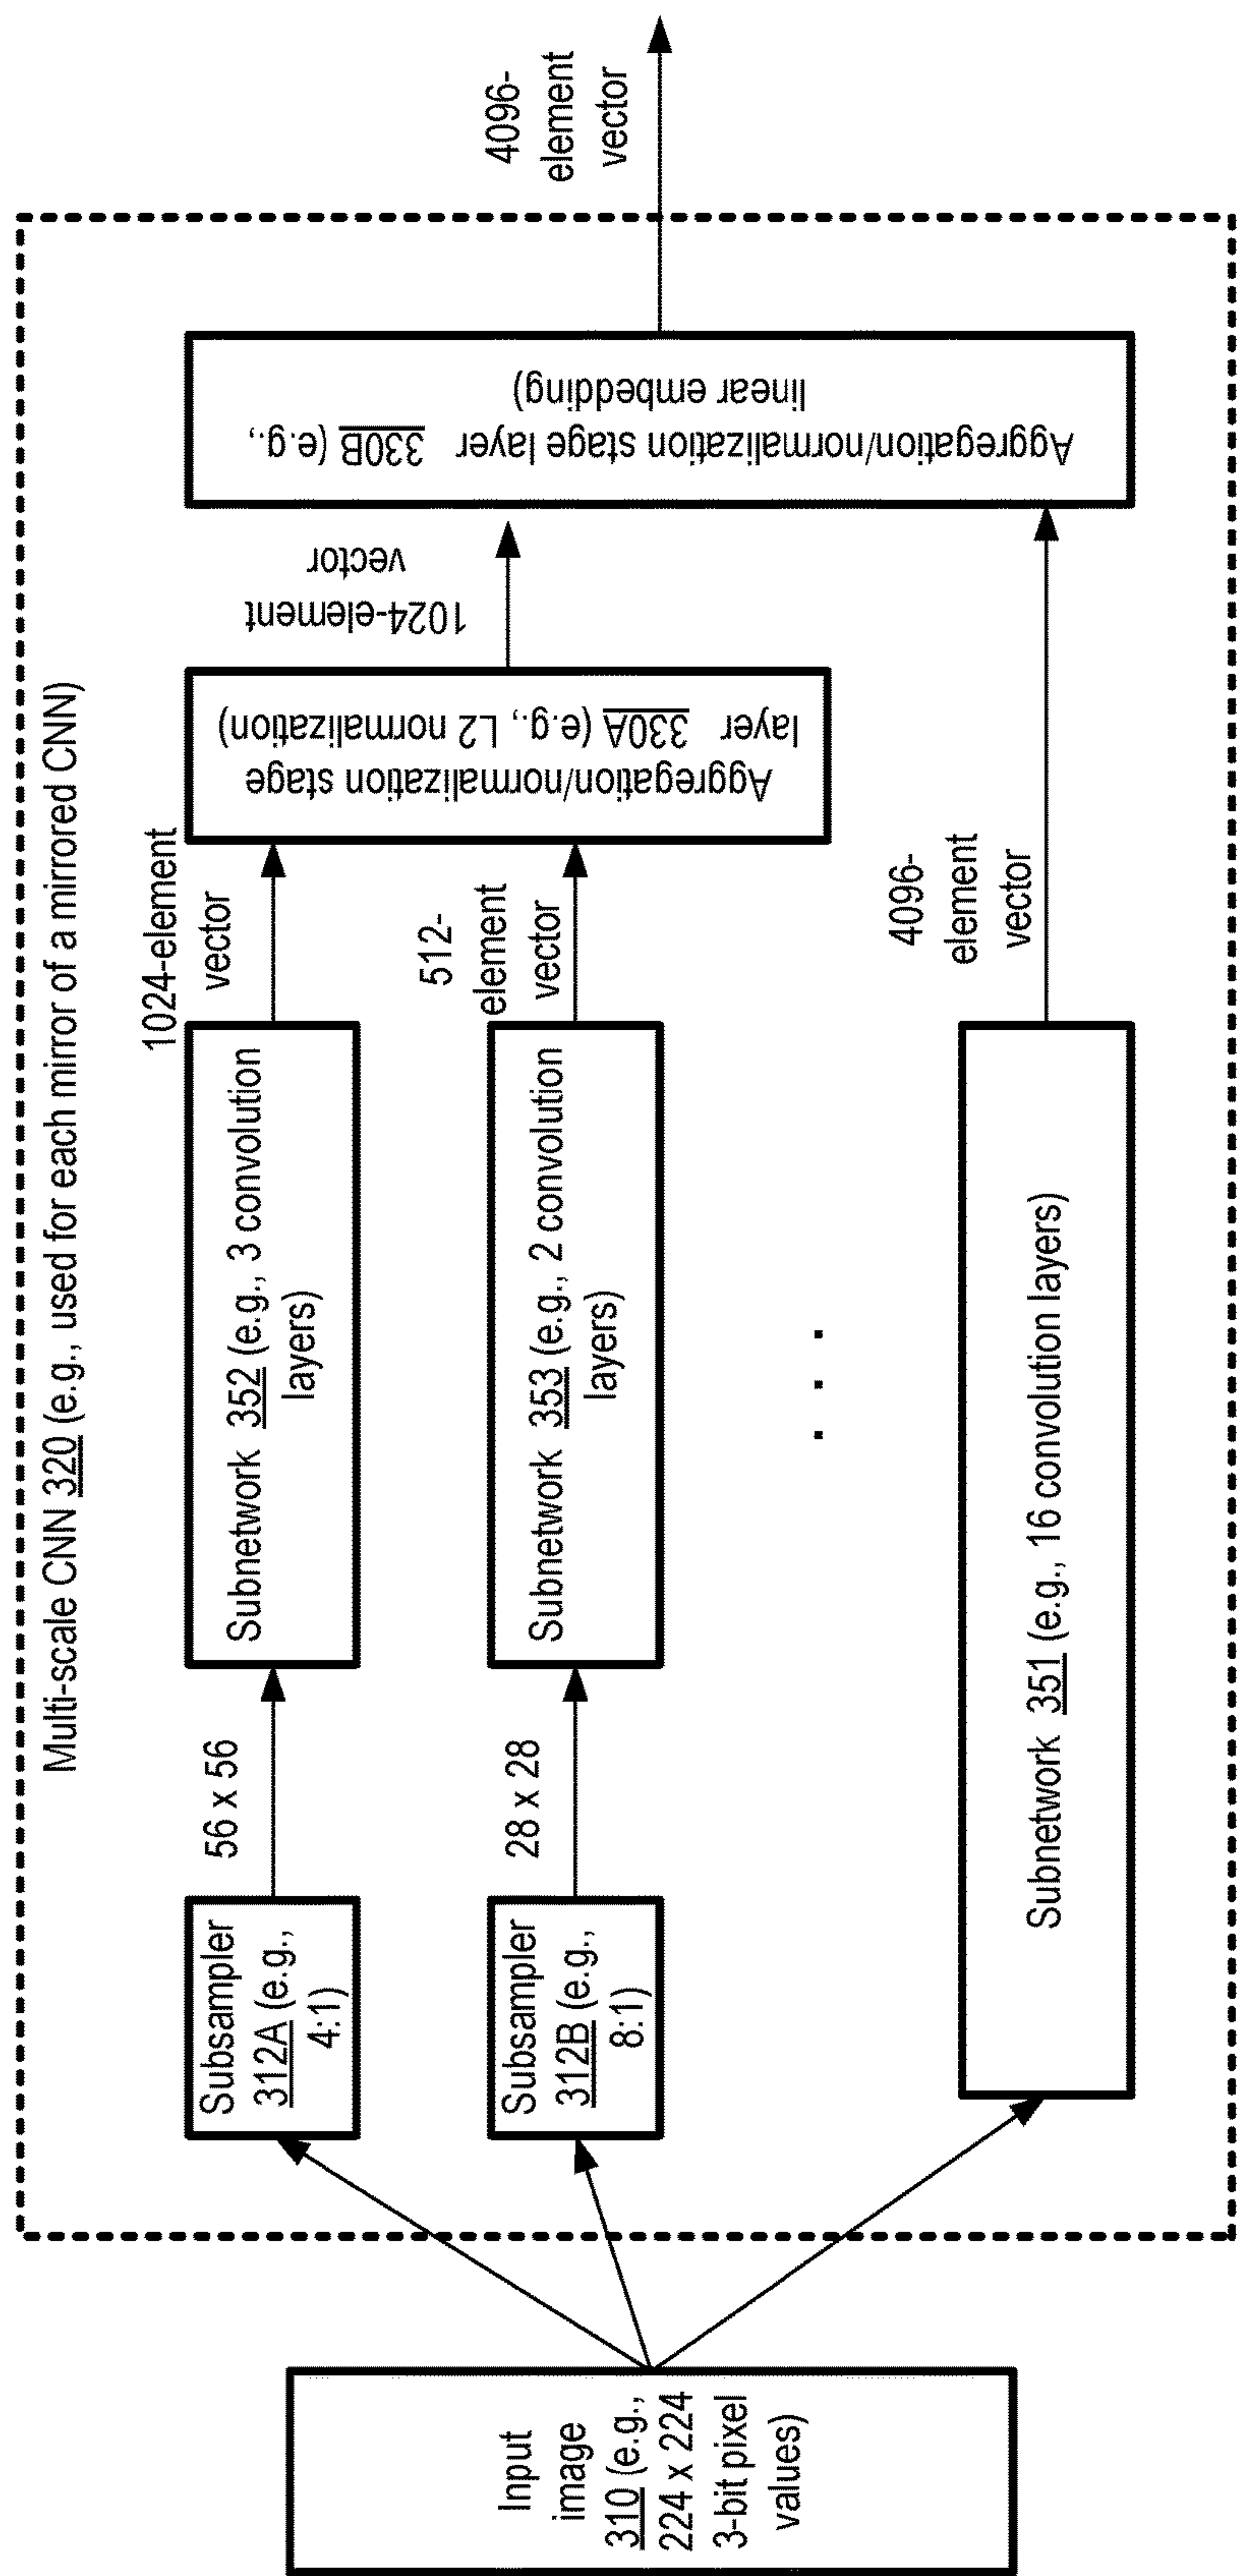 Multi-scale CNN 320 (e.g., used for each mirror of a mirrored CNN)
Input
image
310 (e.g.,
224 x 224
3-bit pixel
values)
Subsampler
312A (e.g.,
4:1)
56 x 56
Subnetwork 352 (e.g., 3 convolution
layers)
1024-element
vector
Subsampler
312B (e.g.,
8:1)
28 x 28
Subnetwork 353 (e.g., 2 convolution
layers)
512-
element
vector
. . .
Subnetwork 351 (e.g., 16 convolution layers)
4096-
element
vector
Aggregation/normalization stage
layer 330A (e.g., L2 normalization)
1024-element
vector
Aggregation/normalization stage layer 330B (e.g.,
linear embedding)
4096-
element
vector